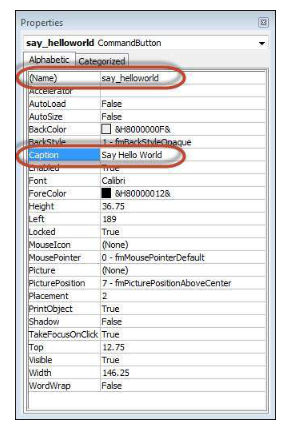 Properties
say_helloworld CommandButton
Alphabetic Categorized
(Name) say_helloworld
Accelerator
AutoLoad False
AutoSize False
BackColor &H8000000F&
BackStyle 1 - fmBackStyleOpaque
Caption Say Hello World
Enabled True
Font Calibri
ForeColor &H80000012&
Height 36.75
Left 189
Locked True
MouseIcon (None)
MousePointer 0 - fmMousePointerDefault
Picture (None)
PicturePosition 7 - fmPicturePositionAboveCenter
Placement 2
PrintObject True
Shadow False
TakeFocusOnClick True
Top 12.75
Visible True
Width 146.25
WordWrap False